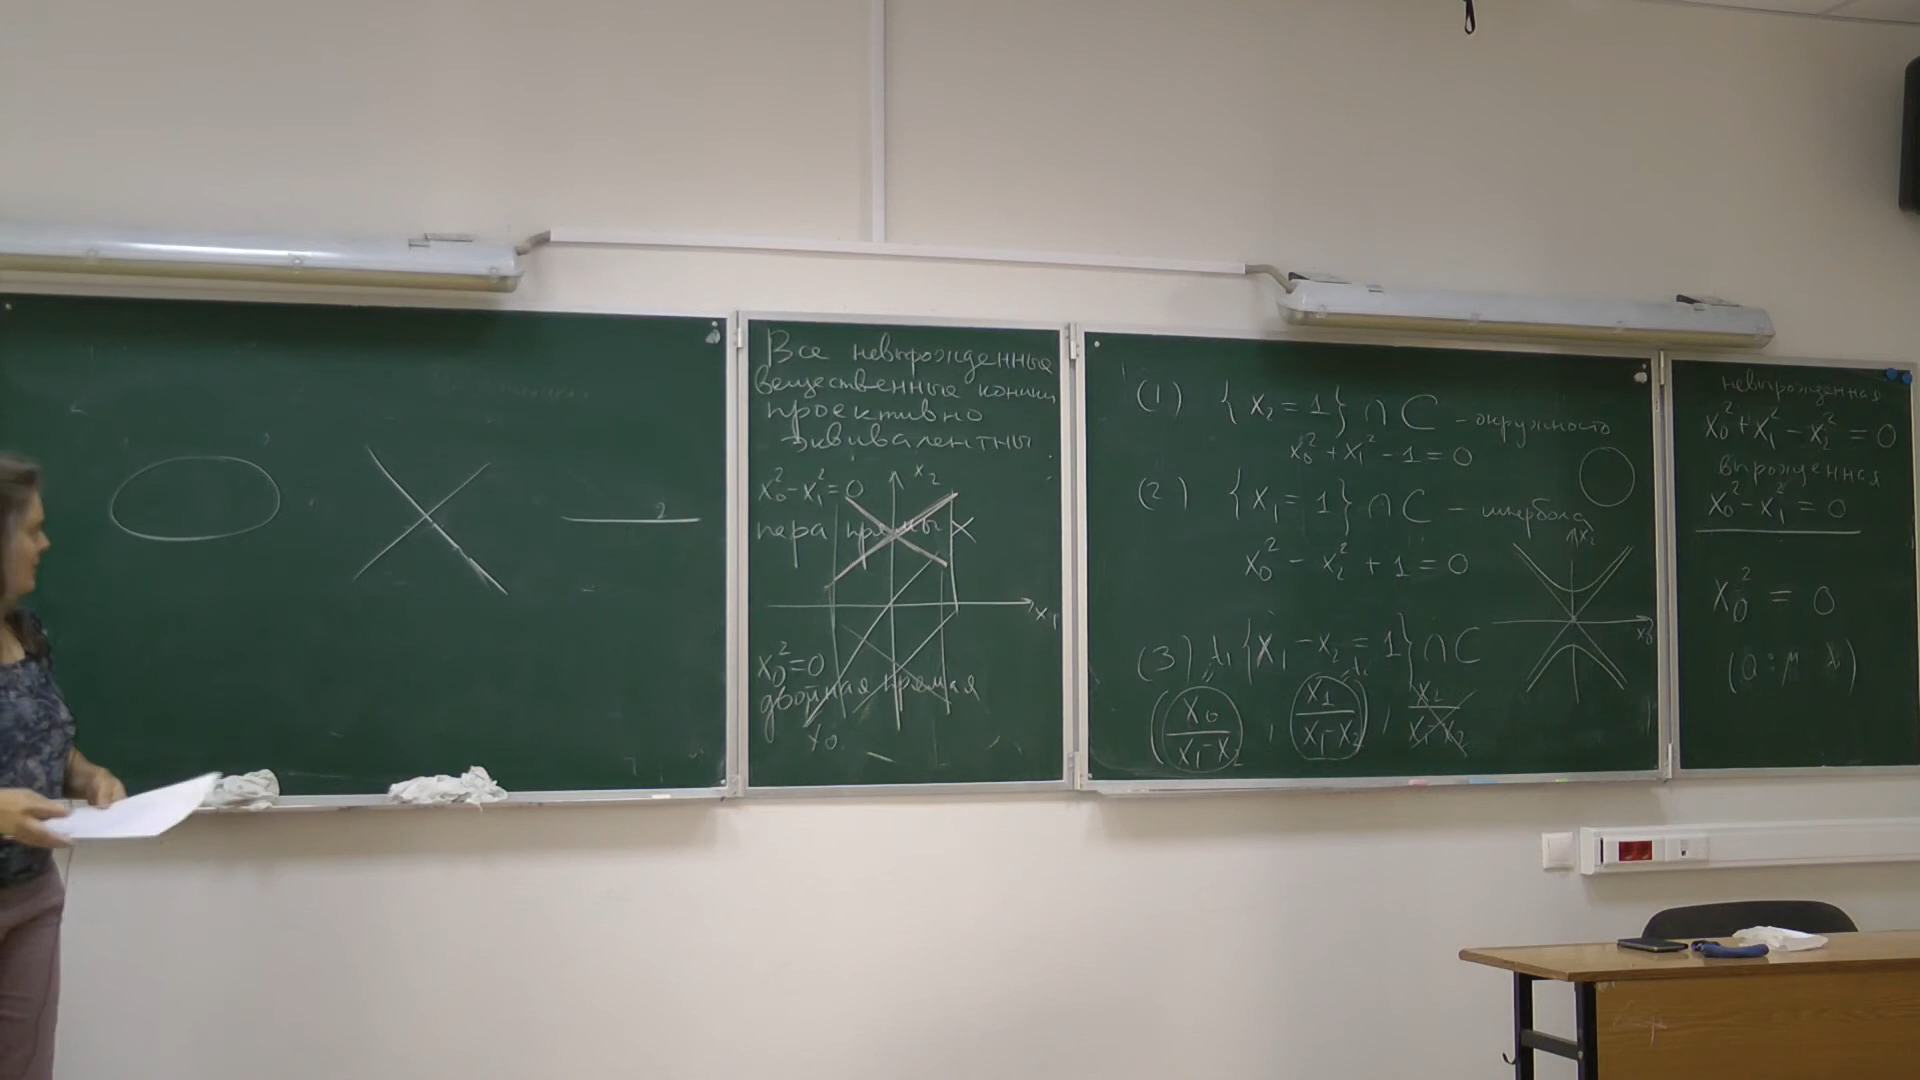 2
Все невырожденные
вещественные коники
проективно
эквивалентны
x₀² - x₁² = 0
пара прямых
x₂
x₁
x₀² = 0
двойная прямая
x₀
(1) {x₂ = 1} ∩ C - окружность
x₀² + x₁² - 1 = 0
(2) {x₁ = 1} ∩ C - гипербола
x₀² - x₂² + 1 = 0
x₂
x₀
(3) {x₁ - x₂ = 1} ∩ C
(x₀/(x₁-x₂), x₁/(x₁-x₂), x₂/(x₁-x₂)
невырожденная
x₀² + x₁² - x₂² = 0
вырожденная
x₀² - x₁² = 0
x₀² = 0